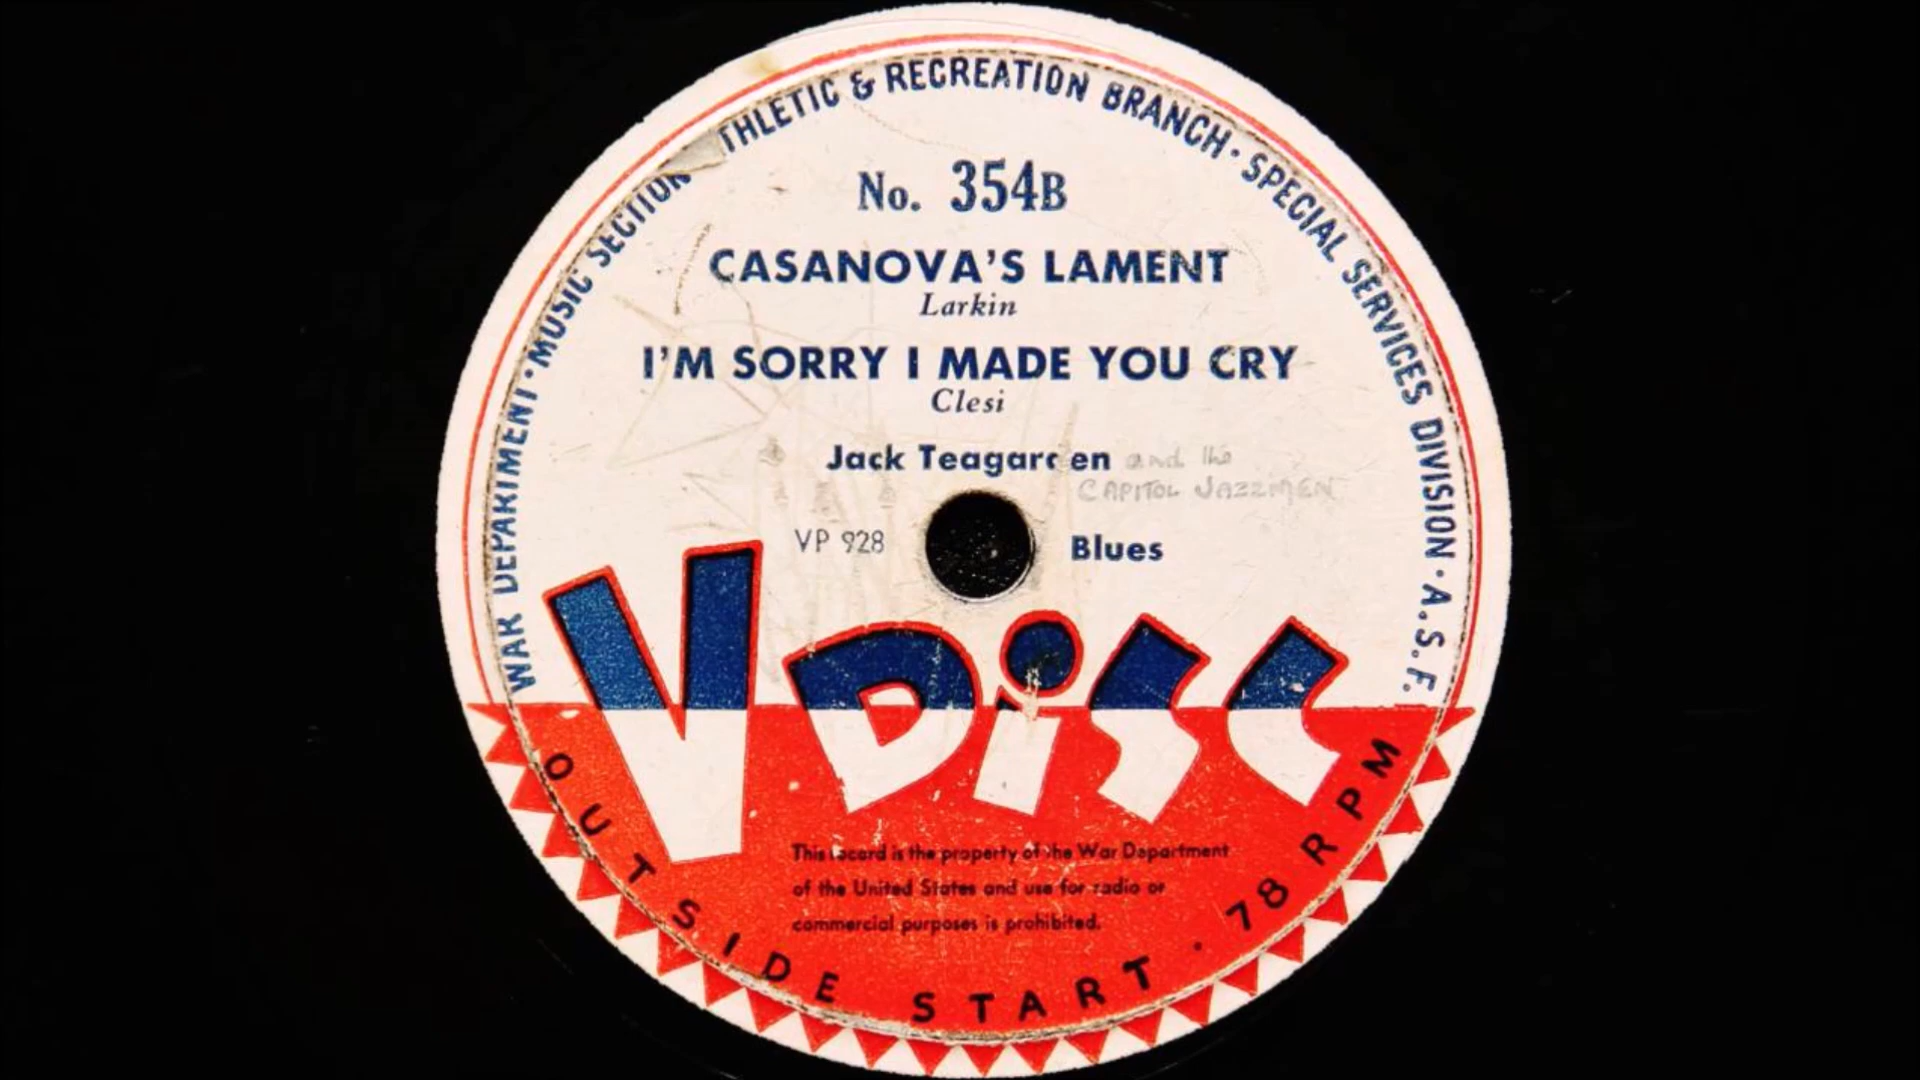 WAR DEPARTMENT · MUSIC SECTION THLETIC & RECREATION BRANCH · SPECIAL SERVICES DIVISION · A.S.F.
No. 354B
CASANOVA'S LAMENT
Larkin
I'M SORRY I MADE YOU CRY
Clesi
Jack Teagarden and the
CAPITOL JAZZMEN
VP 928 Blues
V DiSC
This record is the property of the War Department
of the United States and use for radio or
commercial purposes is prohibited.
OUTSIDE START · 78 RPM